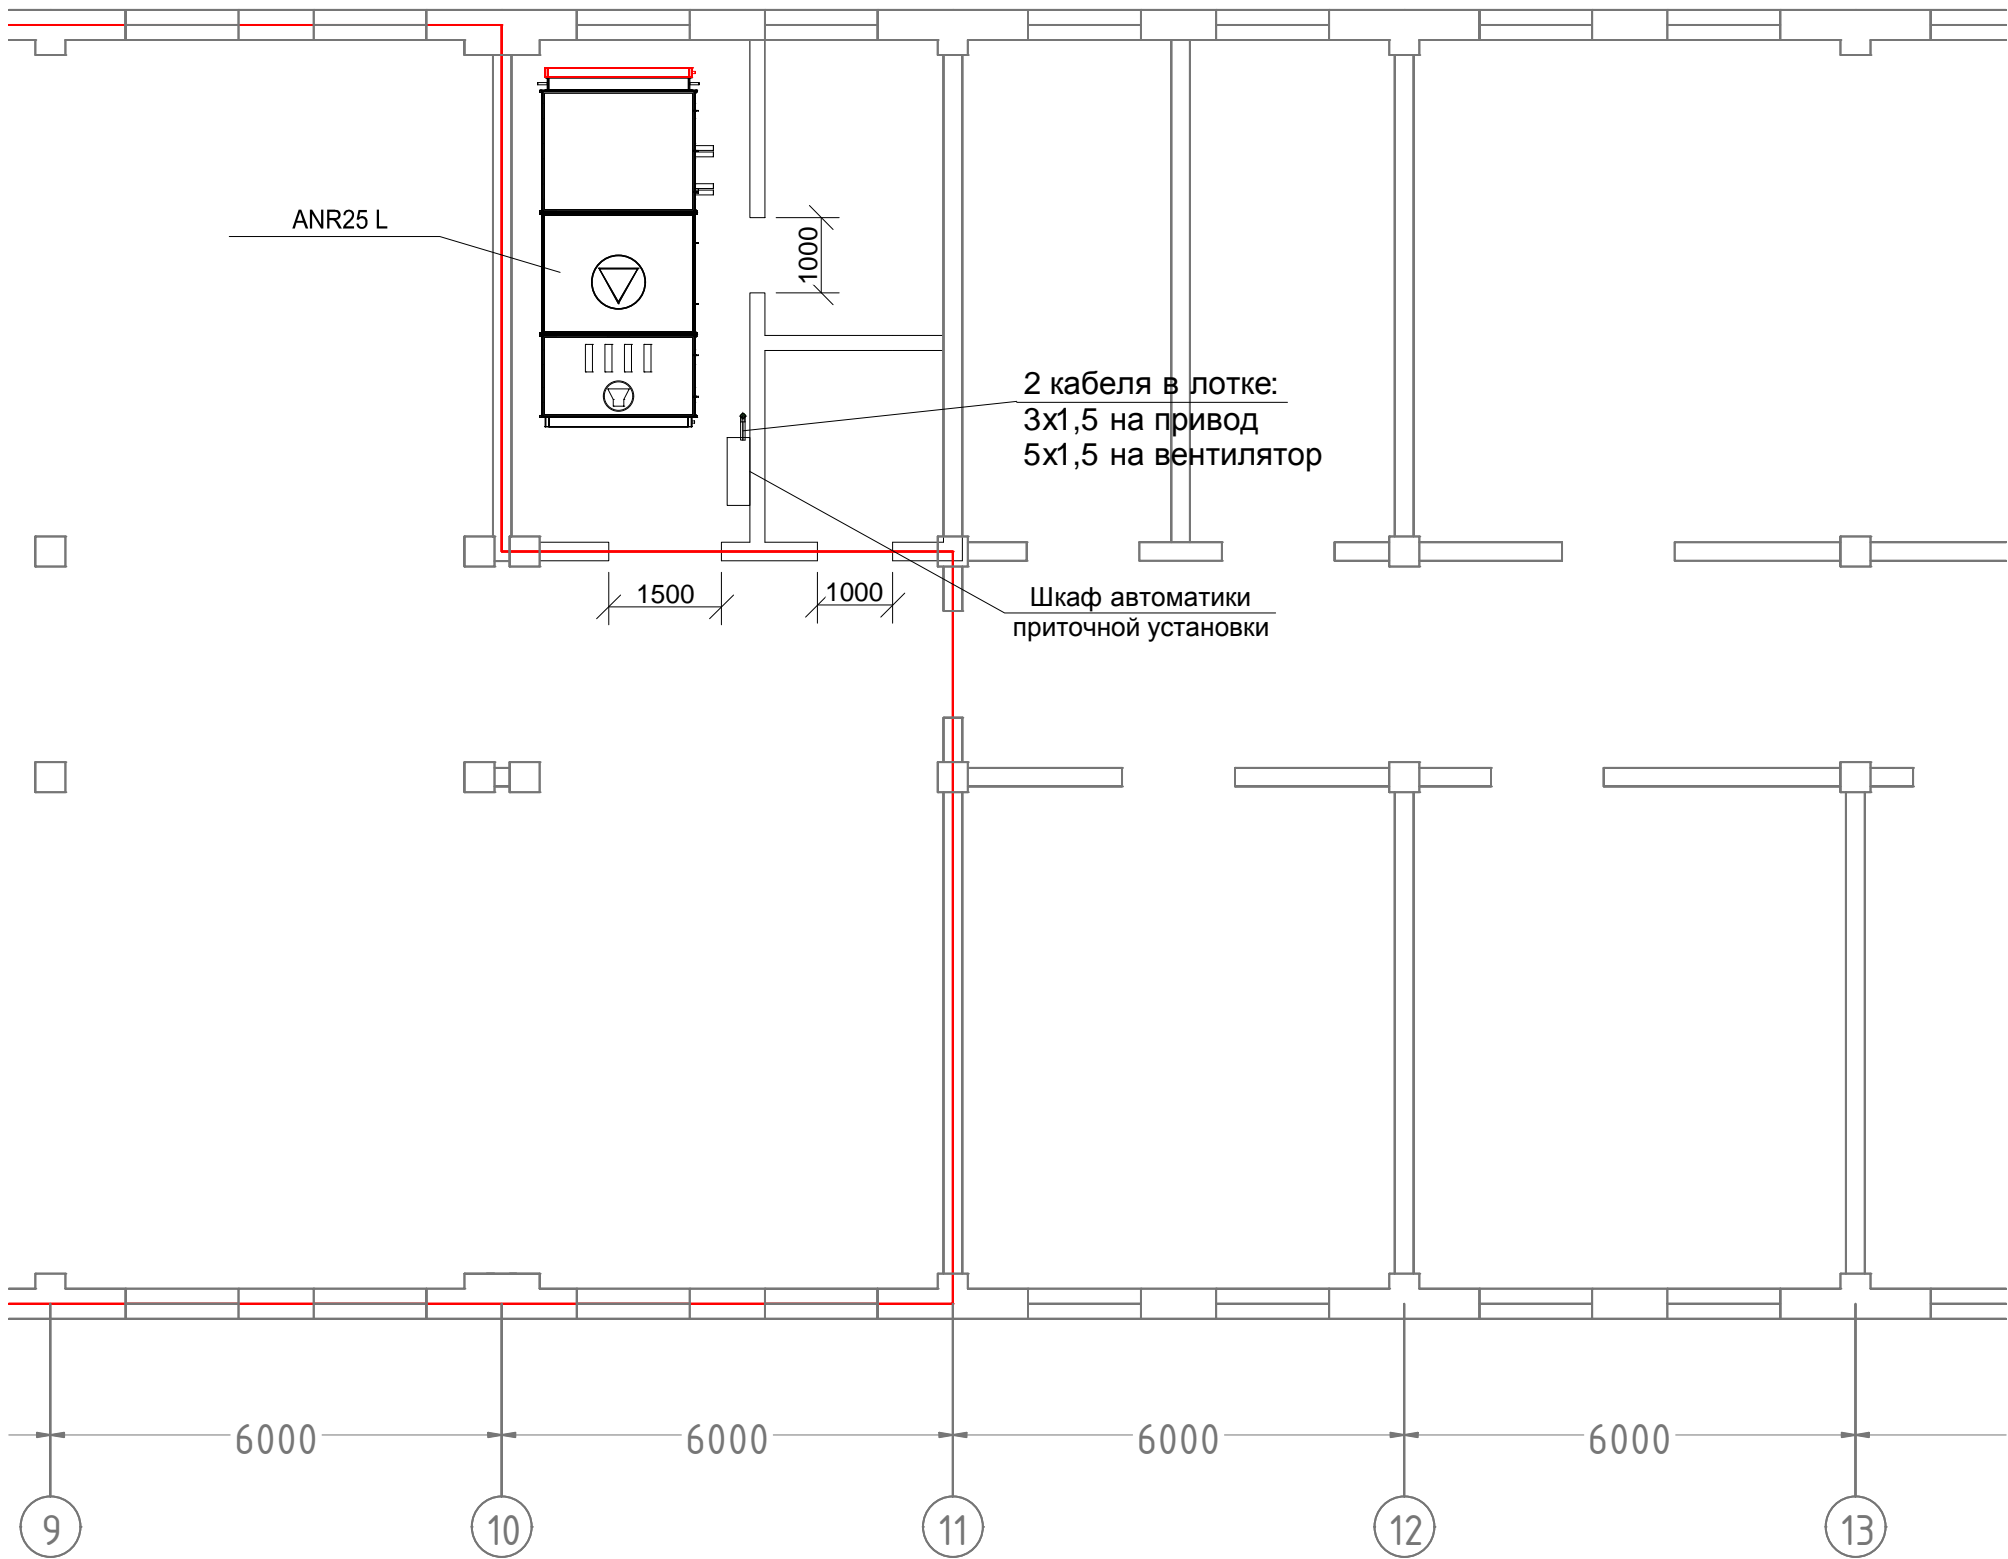 ANR25 L
1000
2 кабеля в лотке:
3х1,5 на привод
5х1,5 на вентилятор
1500
1000
Шкаф автоматики
приточной установки
6000
6000
6000
6000
9
10
11
12
13